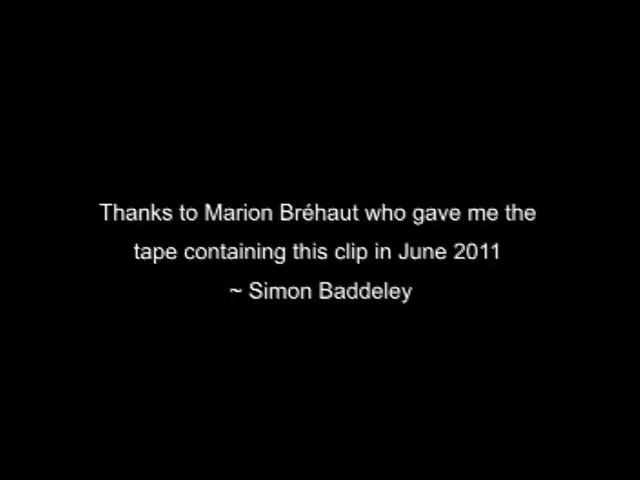 Thanks to Marion Bréhaut who gave me the
tape containing this clip in June 2011
~ Simon Baddeley